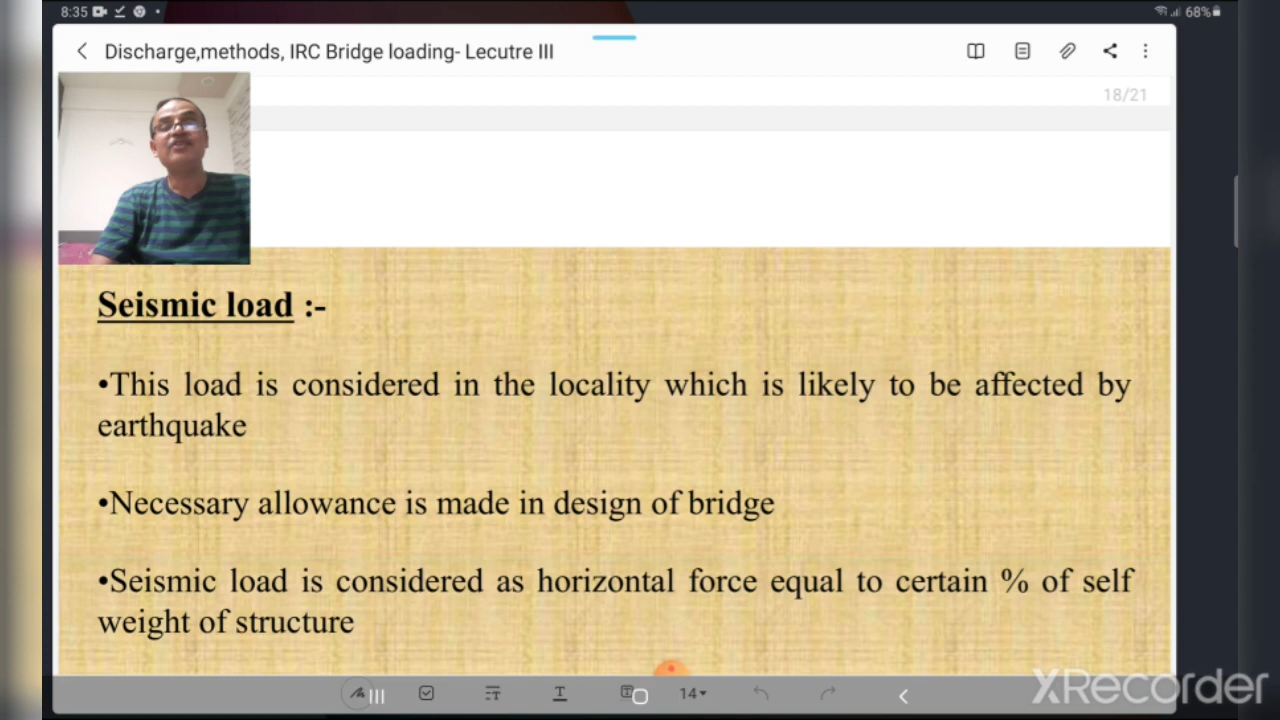 8:35
68%
Discharge,methods, IRC Bridge loading- Lecutre III
18/21
Seismic load :-
•This load is considered in the locality which is likely to be affected by
earthquake
•Necessary allowance is made in design of bridge
•Seismic load is considered as horizontal force equal to certain % of self
weight of structure
14
XRecorder